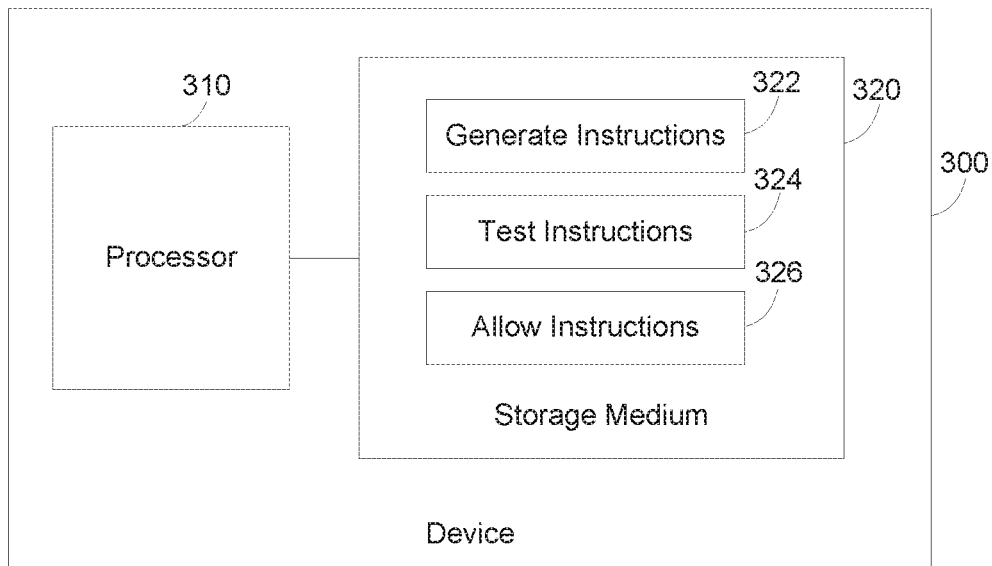 310
322
320
Generate Instructions
300
324
Test Instructions
Processor
326
Allow Instructions
Storage Medium
Device